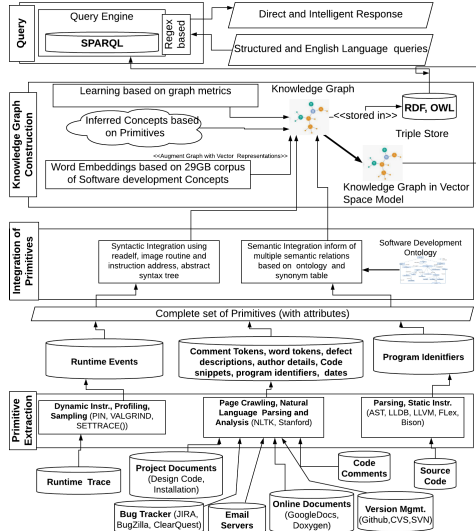 Query
Query Engine
SPARQL
Regex based
Direct and Intelligent Response
Structured and English Language queries
Knowledge Graph Construction
Learning based on graph metrics
Inferred Concepts based
on Primitives
<<Augment Graph with Vector Representations>>
Word Embeddings based on 29GB corpus
of Software development Concepts
Knowledge Graph
<<stored in>>
RDF, OWL
Triple Store
Knowledge Graph in Vector
Space Model
Integration of Primitives
Syntactic Integration using
readelf, image routine and
instruction address, abstract
syntax tree
Semantic Integration inform of
multiple semantic relations
based on ontology and
synonym table
Software Development
Ontology
Complete set of Primitives (with attributes)
Runtime Events
Comment Tokens, word tokens, defect
descriptions, author details, Code
snippets, program identifiers, dates
Program Idenitfiers
Primitive Extraction
Dynamic Instr., Profiling,
Sampling (PIN, VALGRIND,
SETTRACE())
Page Crawling, Natural
Language Parsing and
Analysis (NLTK, Stanford)
Parsing, Static Instr.
(AST, LLDB, LLVM, FLex,
Bison)
Runtime Trace
Project Documents
(Design Code,
Installation)
Code
Comments
Source
Code
Bug Tracker (JIRA,
BugZilla, ClearQuest)
Email
Servers
Online Documents
(GoogleDocs,
Doxygen)
Version Mgmt.
(Github,CVS,SVN)